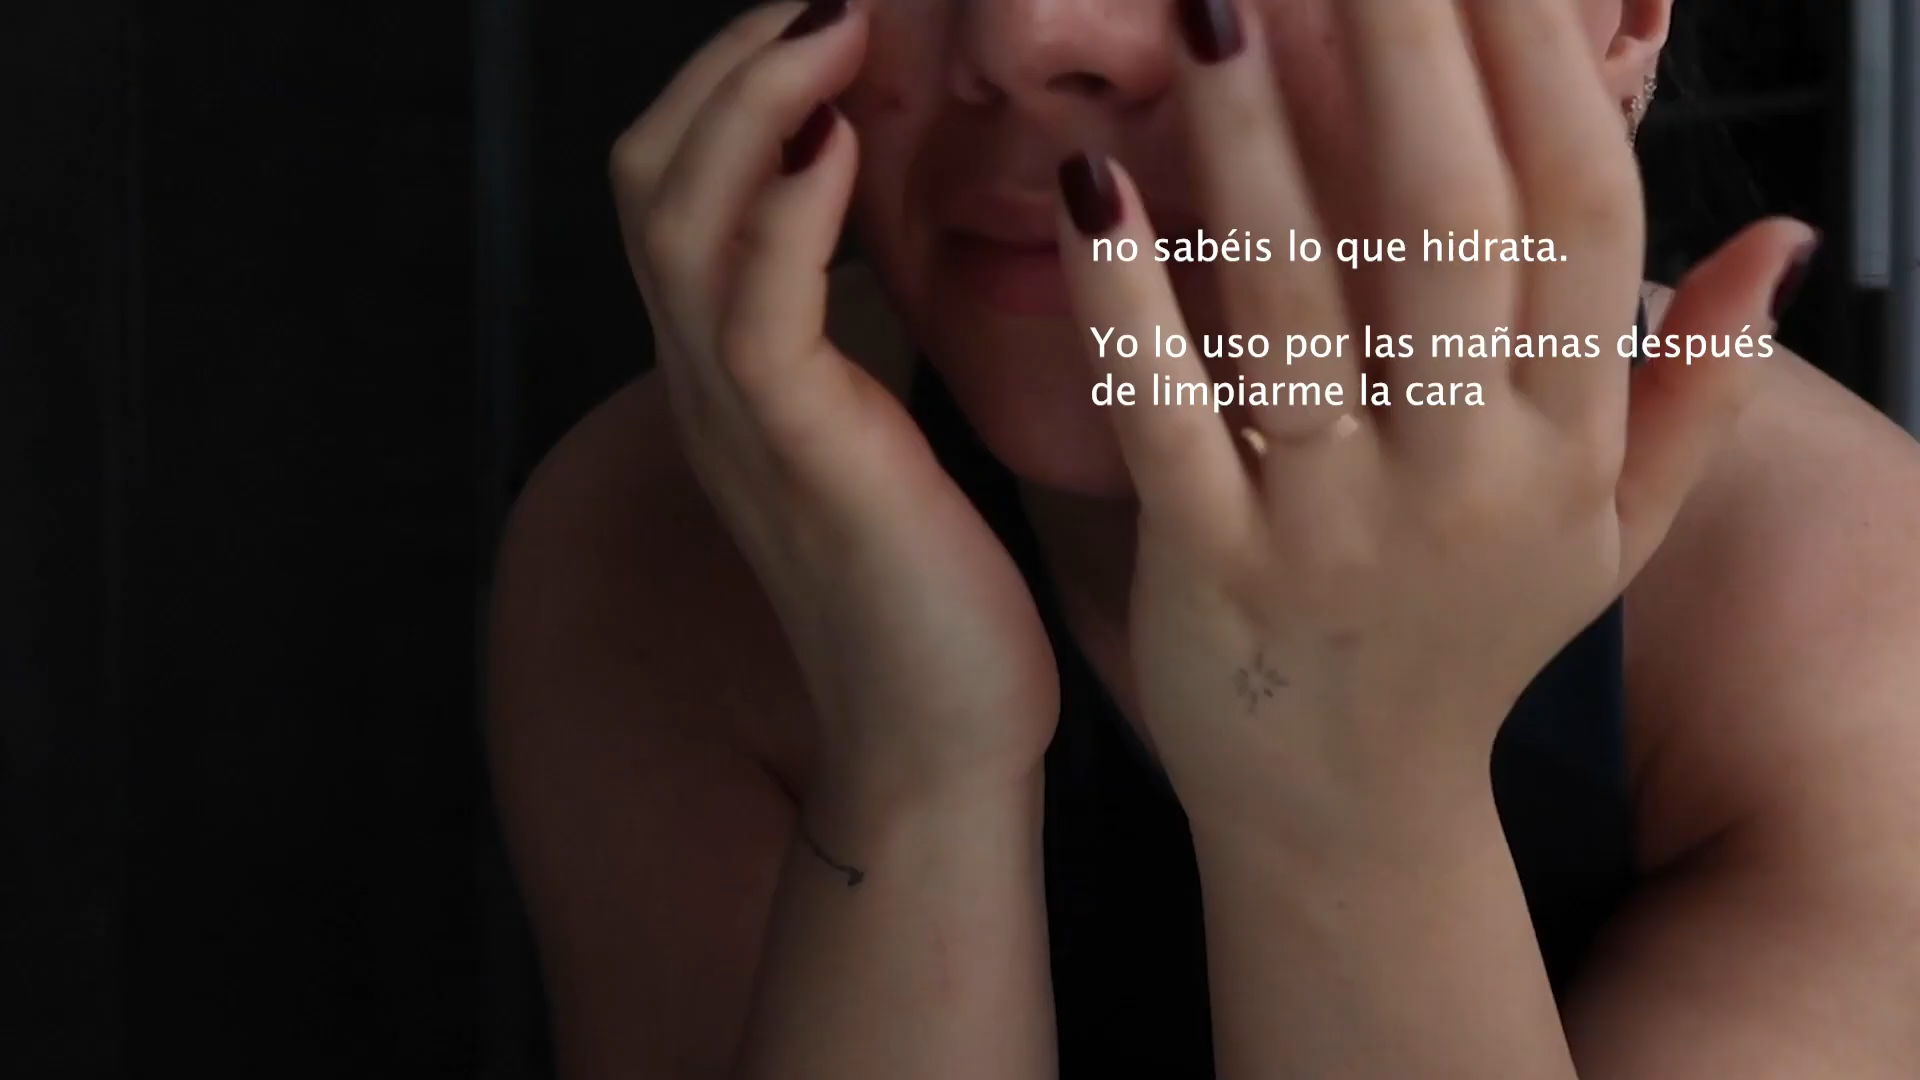 no sabéis lo que hidrata.
Yo lo uso por las mañanas después
de limpiarme la cara